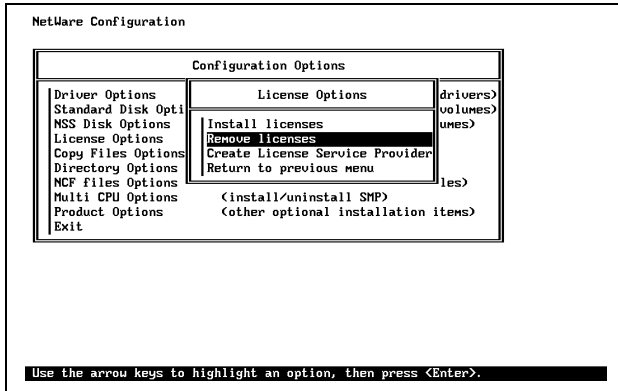 NetWare Configuration
Configuration Options
Driver Options drivers)
Standard Disk Opti volumes)
NSS Disk Options umes)
License Options
Copy Files Options
Directory Options
NCF files Options les)
Multi CPU Options (install/uninstall SMP)
Product Options (other optional installation items)
Exit
License Options
Install licenses
Remove licenses
Create License Service Provider
Return to previous menu
Use the arrow keys to highlight an option, then press <Enter>.